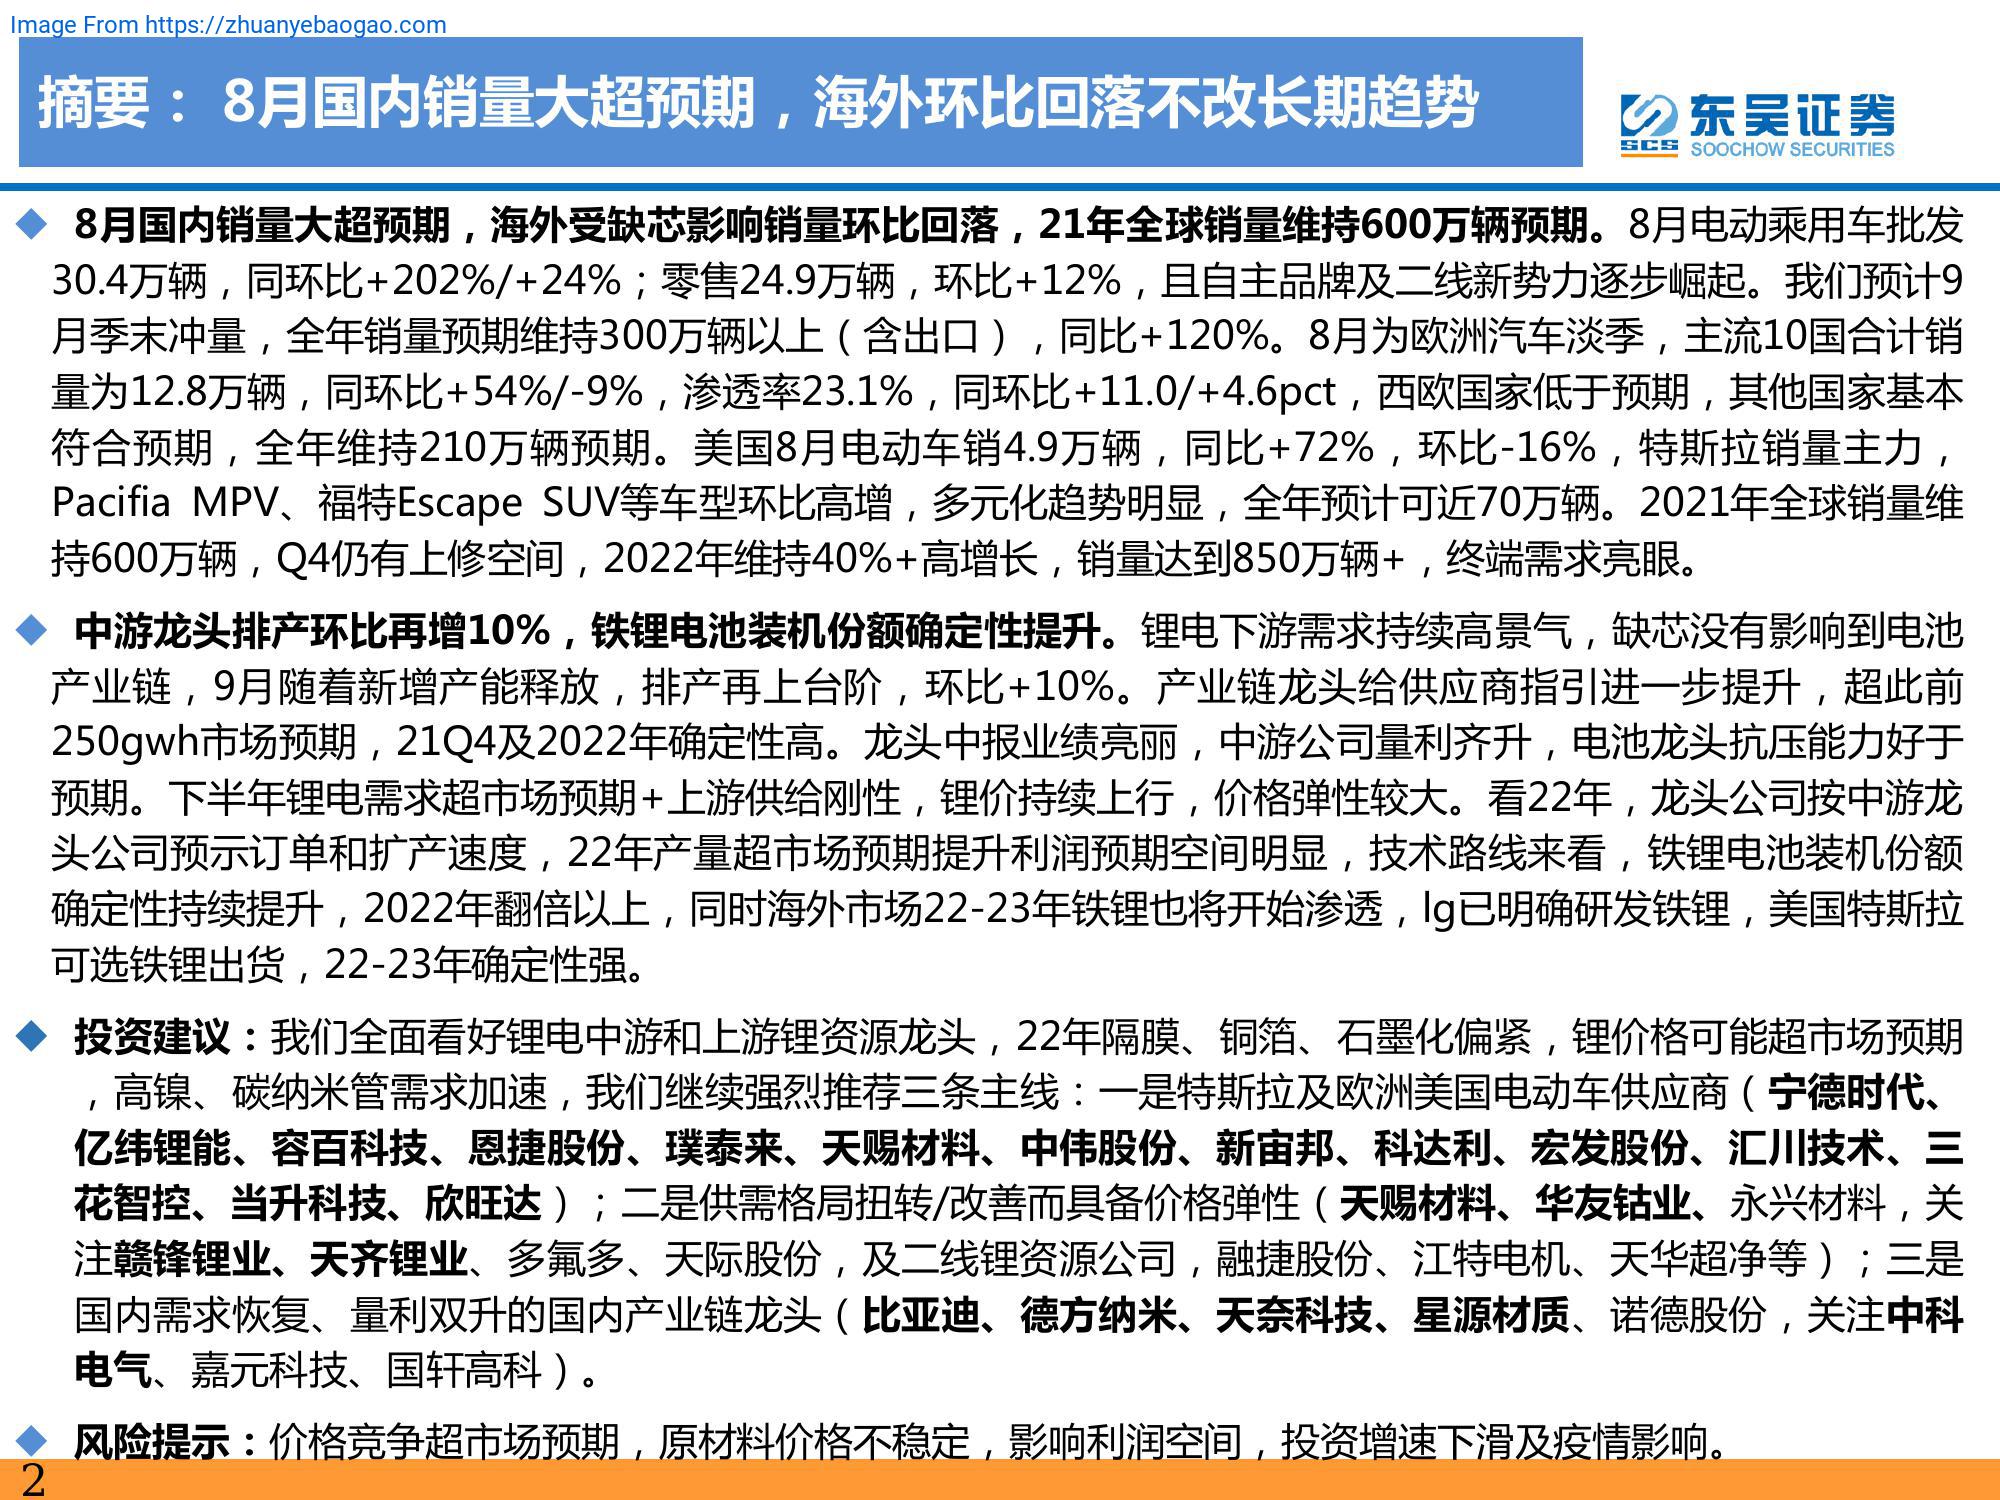 Image From https://zhuanyebaogao.com
摘要： 8月国内销量大超预期，海外环比回落不改长期趋势
东吴证券
SCS
SOOCHOW SECURITIES
8月国内销量大超预期，海外受缺芯影响销量环比回落，21年全球销量维持600万辆预期。8月电动乘用车批发
30.4万辆，同环比+202%/+24%；零售24.9万辆，环比+12%，且自主品牌及二线新势力逐步崛起。我们预计9
月季末冲量，全年销量预期维持300万辆以上（含出口），同比+120%。8月为欧洲汽车淡季，主流10国合计销
量为12.8万辆，同环比+54%/-9%，渗透率23.1%，同环比+11.0/+4.6pct，西欧国家低于预期，其他国家基本
符合预期，全年维持210万辆预期。美国8月电动车销4.9万辆，同比+72%，环比-16%，特斯拉销量主力，
Pacifia MPV、福特Escape SUV等车型环比高增，多元化趋势明显，全年预计可近70万辆。2021年全球销量维
持600万辆，Q4仍有上修空间，2022年维持40%+高增长，销量达到850万辆+，终端需求亮眼。
中游龙头排产环比再增10%，铁锂电池装机份额确定性提升。锂电下游需求持续高景气，缺芯没有影响到电池
产业链，9月随着新增产能释放，排产再上台阶，环比+10%。产业链龙头给供应商指引进一步提升，超此前
250gwh市场预期，21Q4及2022年确定性高。龙头中报业绩亮丽，中游公司量利齐升，电池龙头抗压能力好于
预期。下半年锂电需求超市场预期+上游供给刚性，锂价持续上行，价格弹性较大。看22年，龙头公司按中游龙
头公司预示订单和扩产速度，22年产量超市场预期提升利润预期空间明显，技术路线来看，铁锂电池装机份额
确定性持续提升，2022年翻倍以上，同时海外市场22-23年铁锂也将开始渗透，lg已明确研发铁锂，美国特斯拉
可选铁锂出货，22-23年确定性强。
投资建议：我们全面看好锂电中游和上游锂资源龙头，22年隔膜、铜箔、石墨化偏紧，锂价格可能超市场预期
，高镍、碳纳米管需求加速，我们继续强烈推荐三条主线：一是特斯拉及欧洲美国电动车供应商（宁德时代、
亿纬锂能、容百科技、恩捷股份、璞泰来、天赐材料、中伟股份、新宙邦、科达利、宏发股份、汇川技术、三
花智控、当升科技、欣旺达）；二是供需格局扭转/改善而具备价格弹性（天赐材料、华友钴业、永兴材料，关
注赣锋锂业、天齐锂业、多氟多、天际股份，及二线锂资源公司，融捷股份、江特电机、天华超净等）；三是
国内需求恢复、量利双升的国内产业链龙头（比亚迪、德方纳米、天奈科技、星源材质、诺德股份，关注中科
电气、嘉元科技、国轩高科）。
风险提示：价格竞争超市场预期，原材料价格不稳定，影响利润空间，投资增速下滑及疫情影响。
2